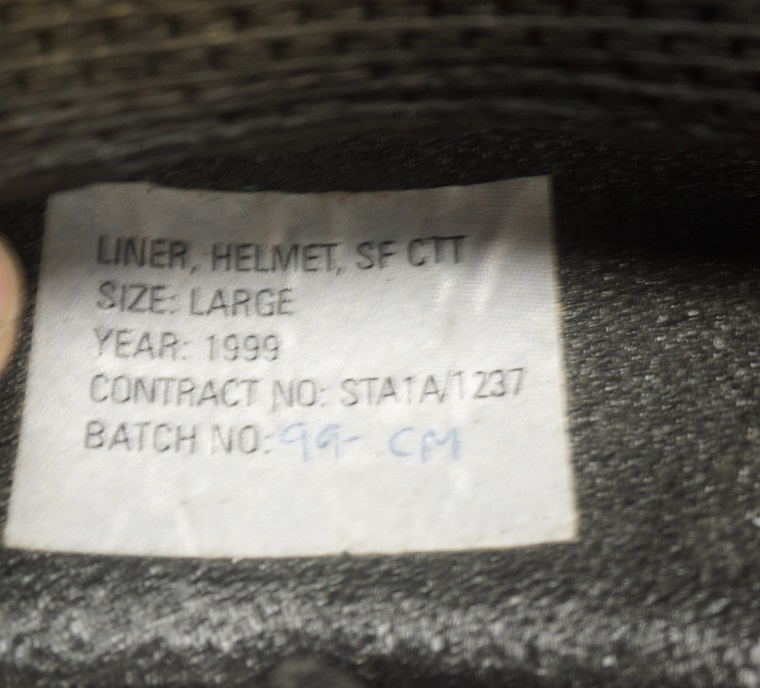 LINER, HELMET, SF CTT
SIZE: LARGE
YEAR: 1999
CONTRACT NO: STA1A/1237
BATCH NO: 99- CM